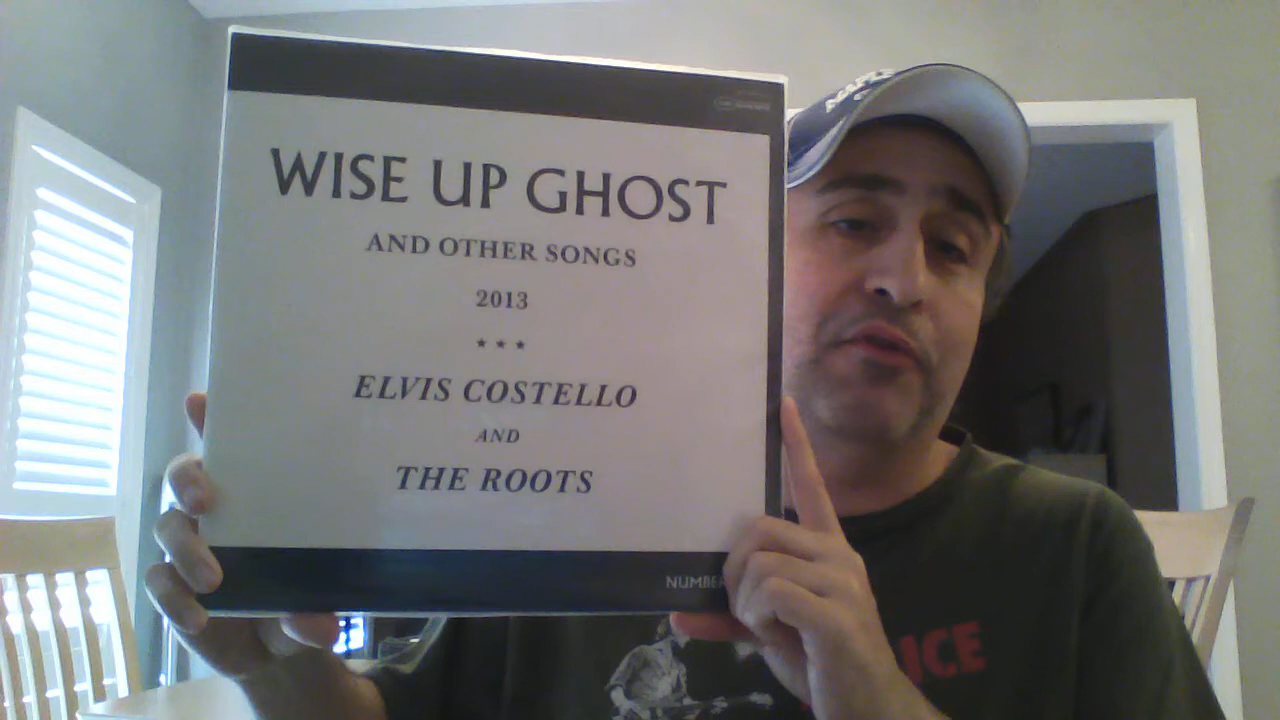 WISE UP GHOST
AND OTHER SONGS
2013
★ ★ ★
ELVIS COSTELLO
AND
THE ROOTS